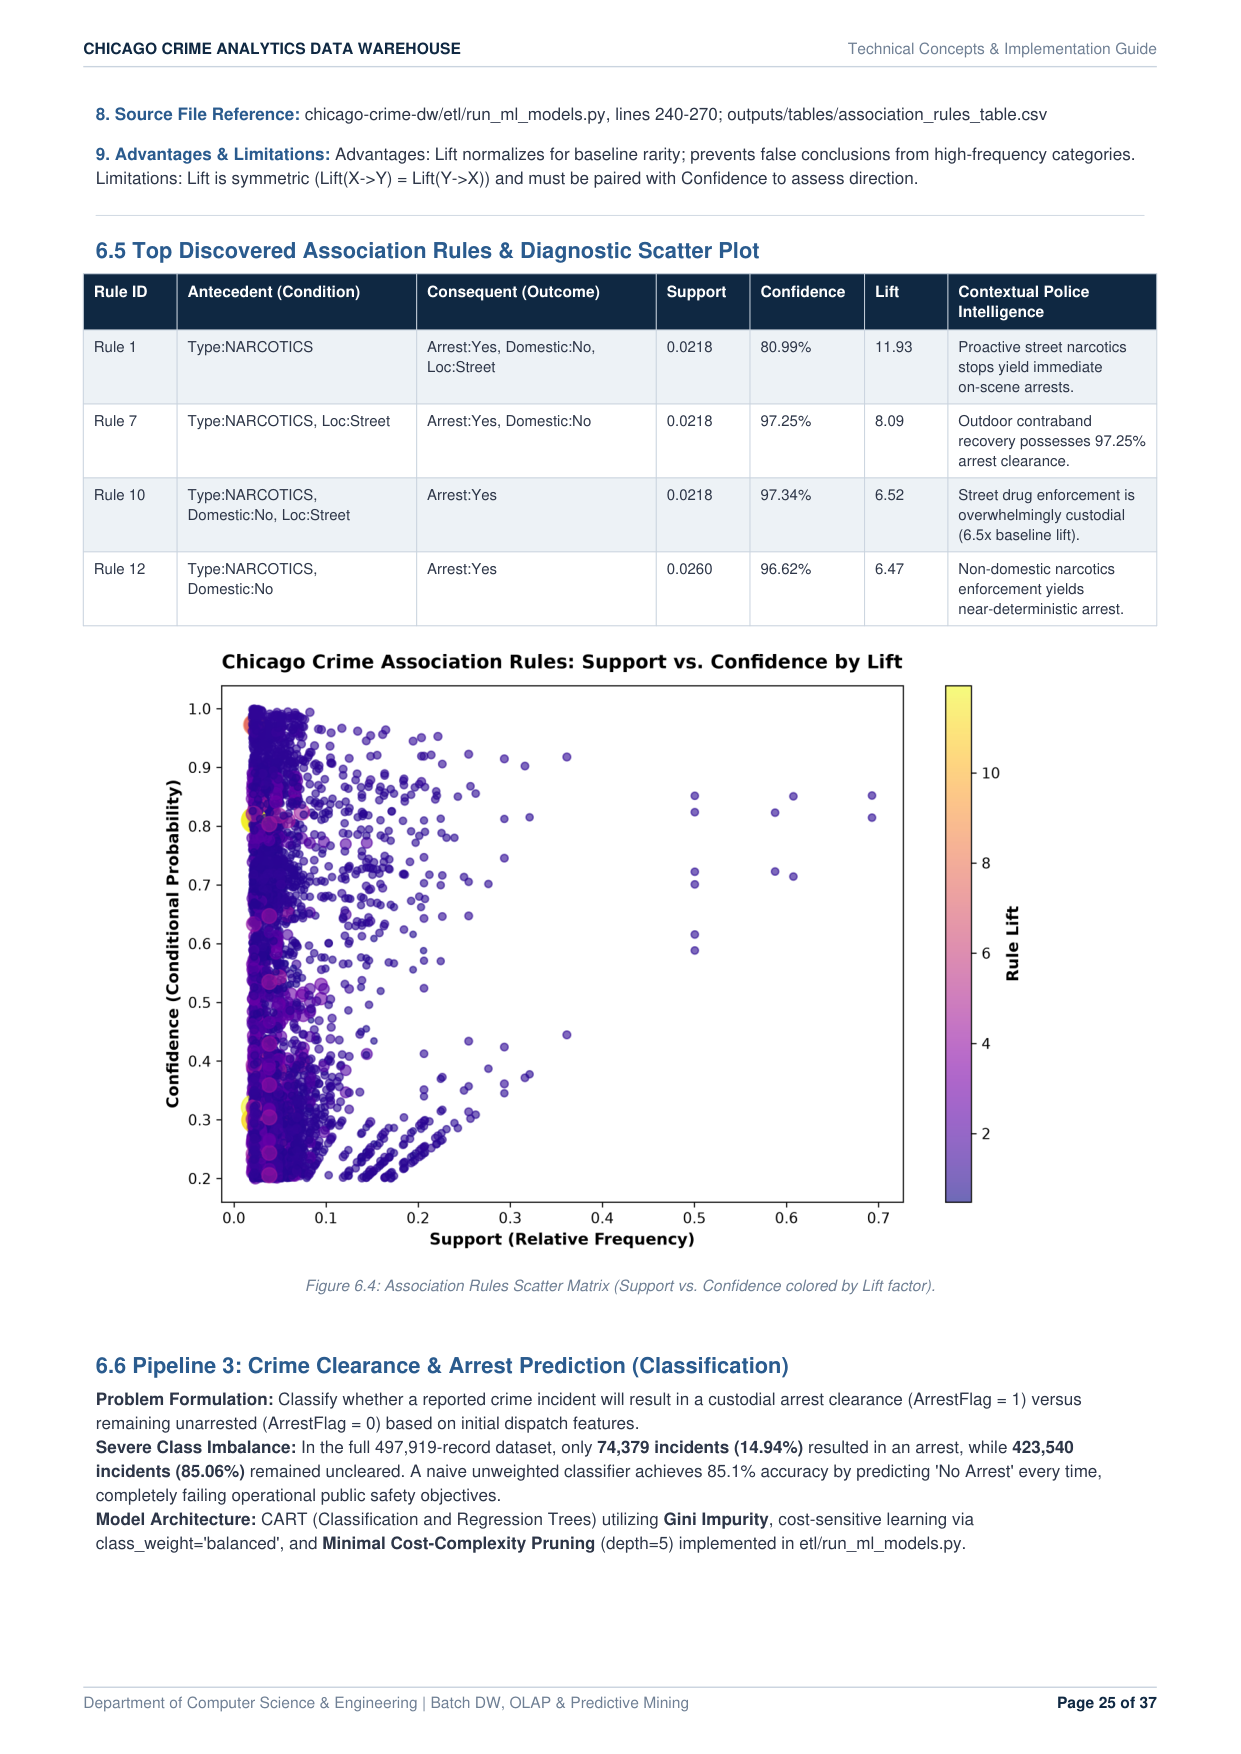 CHICAGO CRIME ANALYTICS DATA WAREHOUSE
Technical Concepts & Implementation Guide
8. Source File Reference: chicago-crime-dw/etl/run_ml_models.py, lines 240-270; outputs/tables/association_rules_table.csv
9. Advantages & Limitations: Advantages: Lift normalizes for baseline rarity; prevents false conclusions from high-frequency categories.
Limitations: Lift is symmetric (Lift(X->Y) = Lift(Y->X)) and must be paired with Confidence to assess direction.
6.5 Top Discovered Association Rules & Diagnostic Scatter Plot
Rule ID Antecedent (Condition) Consequent (Outcome) Support Confidence Lift Contextual Police
Intelligence
Rule 1 Type:NARCOTICS Arrest:Yes, Domestic:No, 0.0218 80.99% 11.93 Proactive street narcotics
Loc:Street stops yield immediate
on-scene arrests.
Rule 7 Type:NARCOTICS, Loc:Street Arrest:Yes, Domestic:No 0.0218 97.25% 8.09 Outdoor contraband
recovery possesses 97.25%
arrest clearance.
Rule 10 Type:NARCOTICS, Arrest:Yes 0.0218 97.34% 6.52 Street drug enforcement is
Domestic:No, Loc:Street overwhelmingly custodial
(6.5x baseline lift).
Rule 12 Type:NARCOTICS, Arrest:Yes 0.0260 96.62% 6.47 Non-domestic narcotics
Domestic:No enforcement yields
near-deterministic arrest.
Chicago Crime Association Rules: Support vs. Confidence by Lift
1.0
0.9
0.8
0.7
0.6
0.5
0.4
0.3
0.2
Confidence (Conditional Probability)
0.0 0.1 0.2 0.3 0.4 0.5 0.6 0.7
Support (Relative Frequency)
10
8
6
4
2
Rule Lift
Figure 6.4: Association Rules Scatter Matrix (Support vs. Confidence colored by Lift factor).
6.6 Pipeline 3: Crime Clearance & Arrest Prediction (Classification)
Problem Formulation: Classify whether a reported crime incident will result in a custodial arrest clearance (ArrestFlag = 1) versus
remaining unarrested (ArrestFlag = 0) based on initial dispatch features.
Severe Class Imbalance: In the full 497,919-record dataset, only 74,379 incidents (14.94%) resulted in an arrest, while 423,540
incidents (85.06%) remained uncleared. A naive unweighted classifier achieves 85.1% accuracy by predicting 'No Arrest' every time,
completely failing operational public safety objectives.
Model Architecture: CART (Classification and Regression Trees) utilizing Gini Impurity, cost-sensitive learning via
class_weight='balanced', and Minimal Cost-Complexity Pruning (depth=5) implemented in etl/run_ml_models.py.
Department of Computer Science & Engineering | Batch DW, OLAP & Predictive Mining
Page 25 of 37